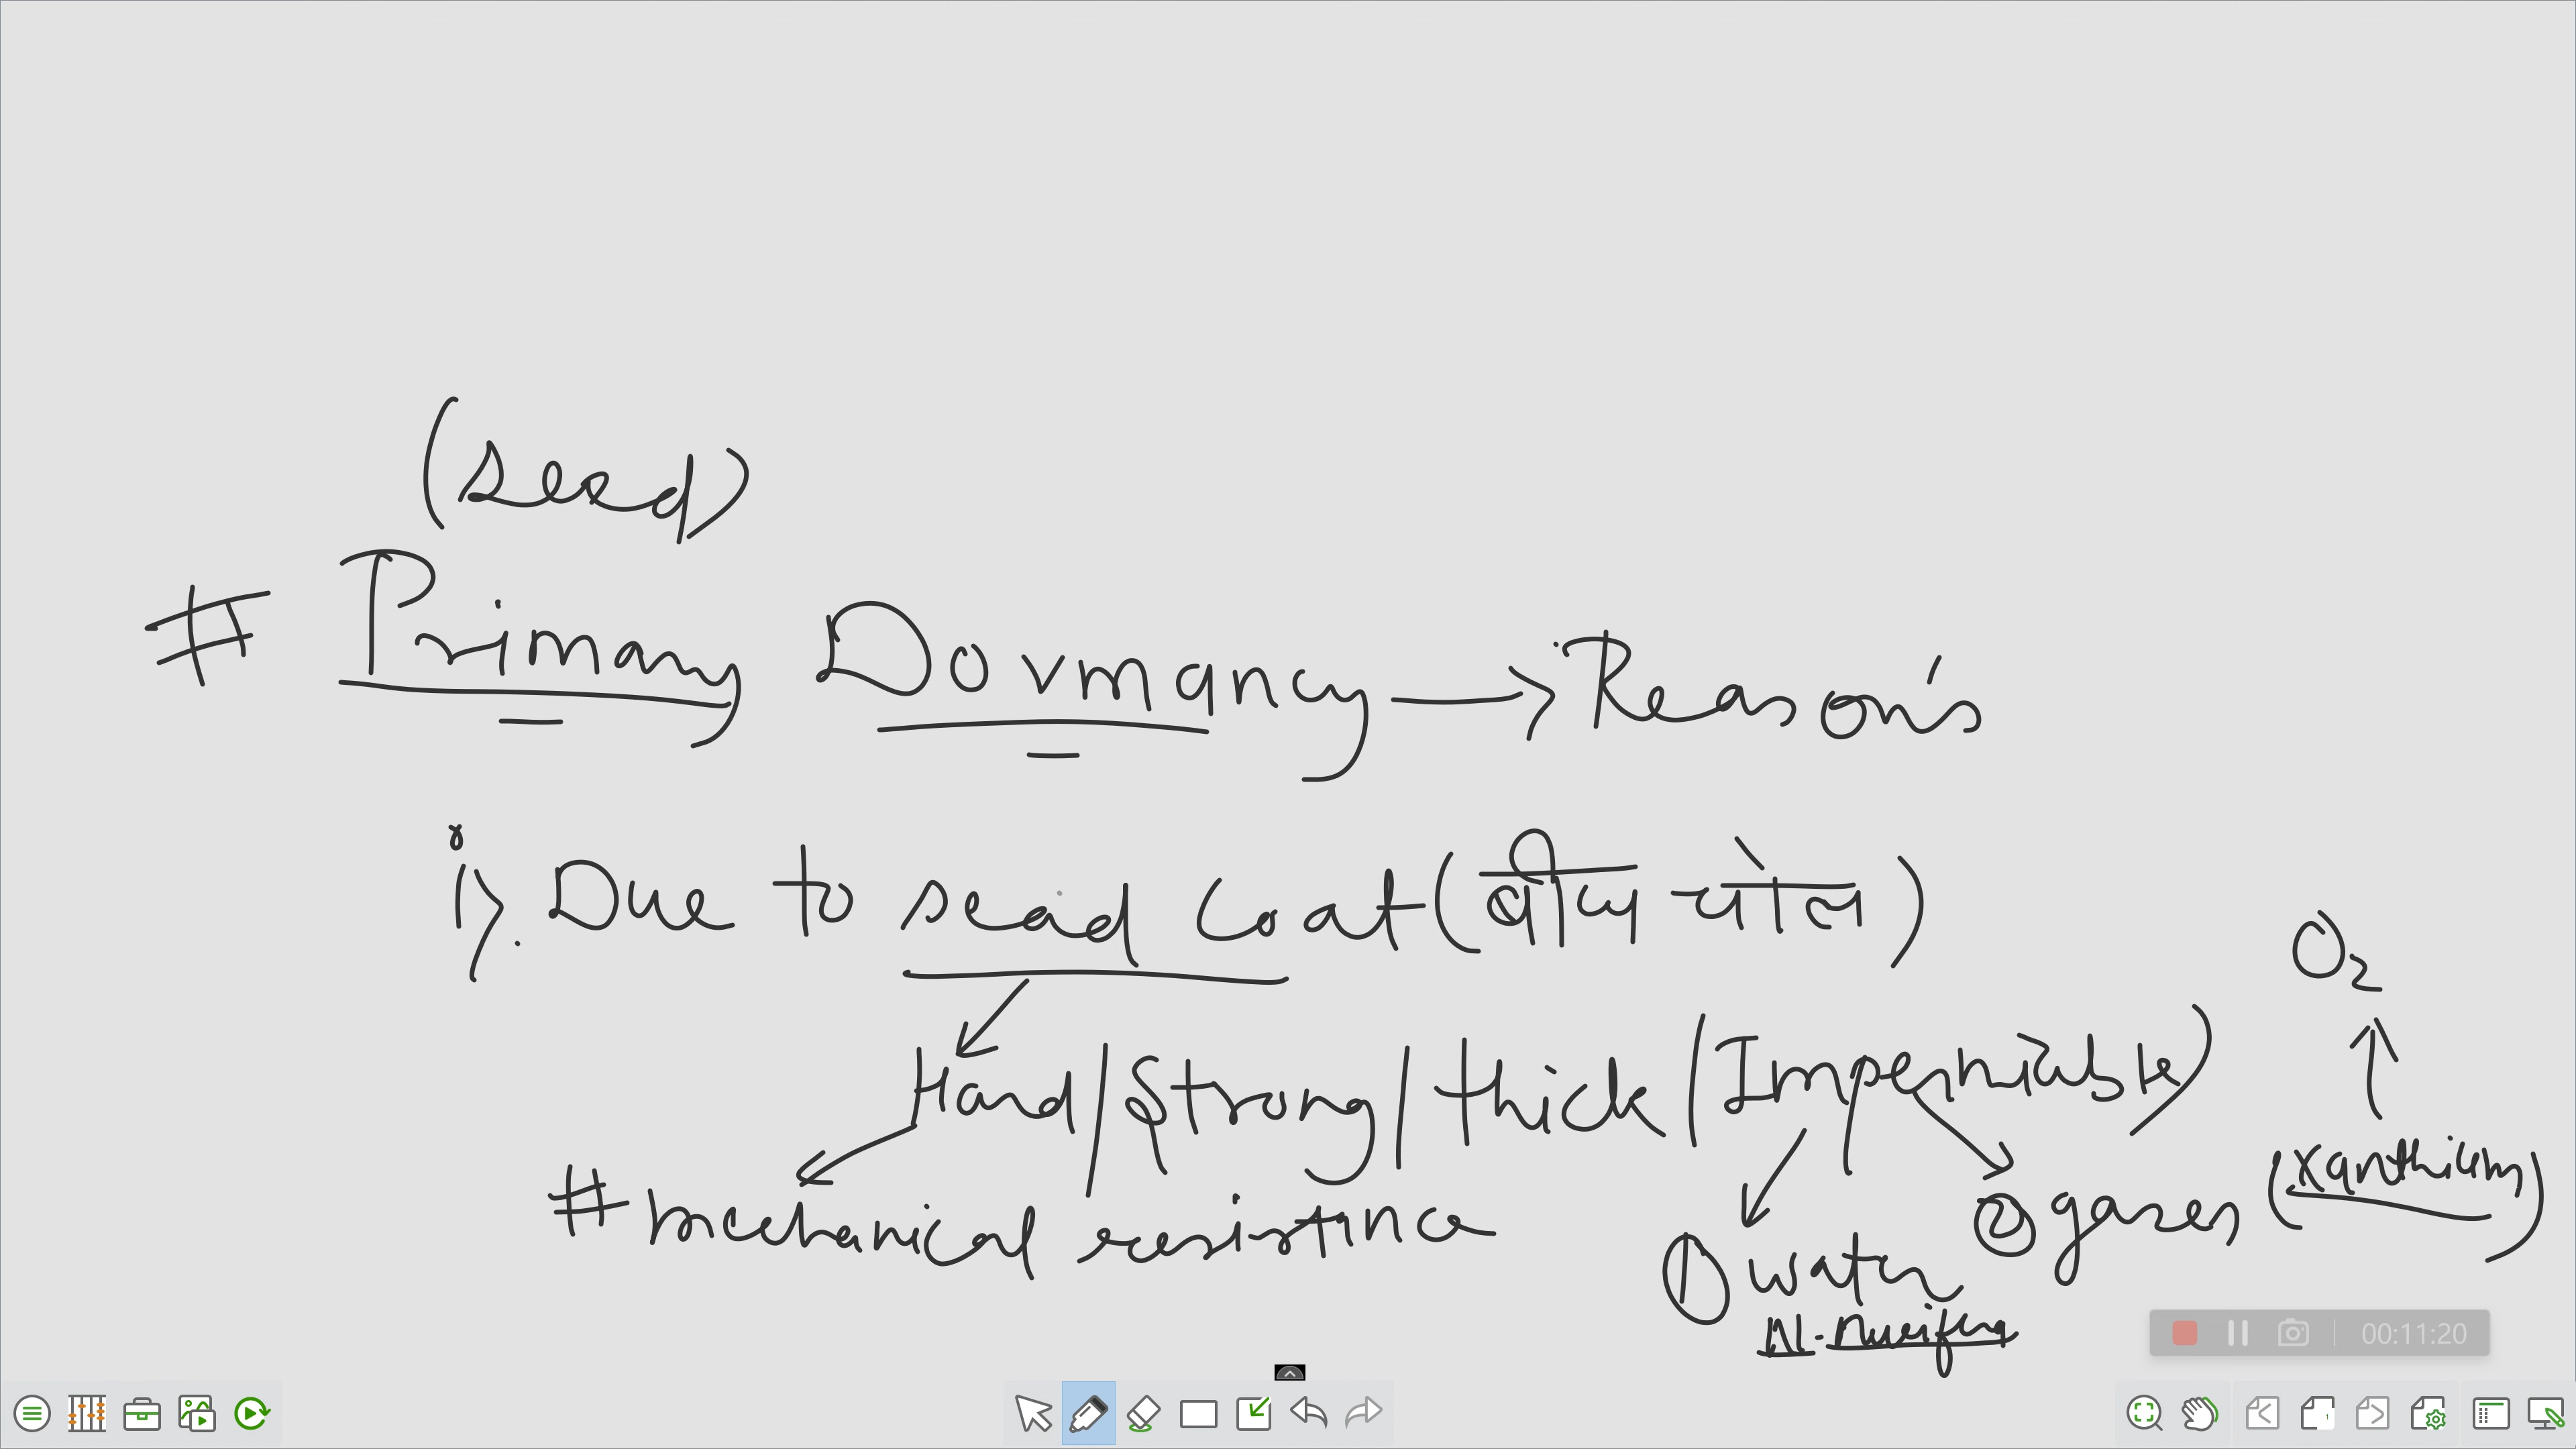 (seed)
# Primary Dormancy → Reason's
i). Due to seed Coat (बीज चोल)
O₂
Hard/Strong/thick/Impermiable)
# mechanical resistance
② gases (Xanthium)
① water
N. Nucifera
00:11:20